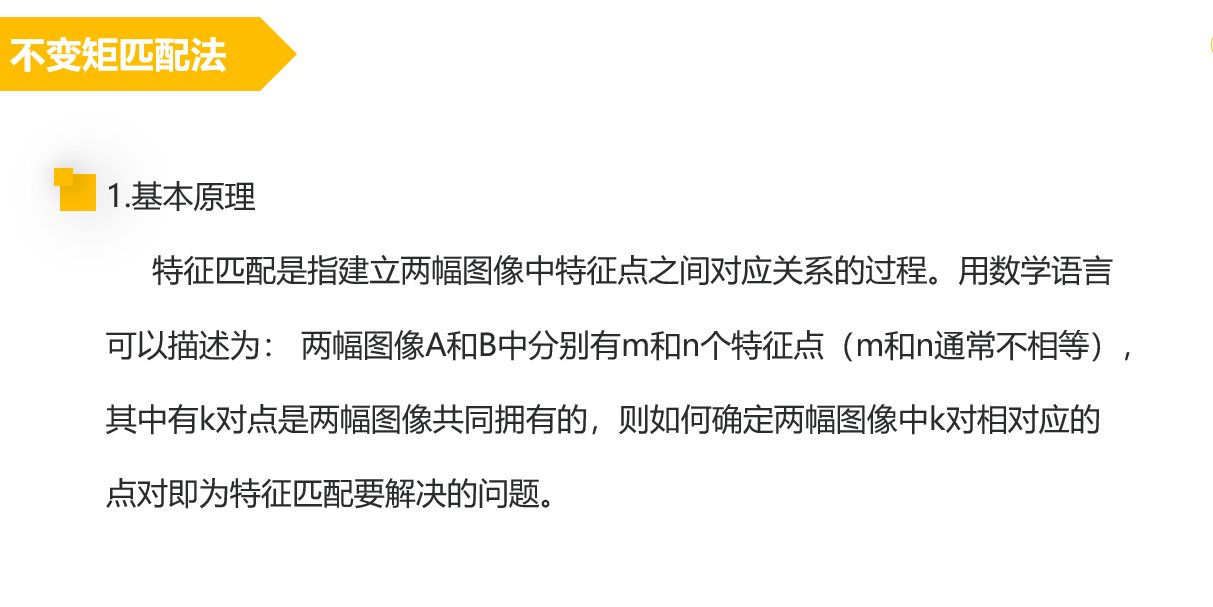 不变矩匹配法
1.基本原理
特征匹配是指建立两幅图像中特征点之间对应关系的过程。用数学语言
可以描述为： 两幅图像A和B中分别有m和n个特征点（m和n通常不相等），
其中有k对点是两幅图像共同拥有的，则如何确定两幅图像中k对相对应的
点对即为特征匹配要解决的问题。